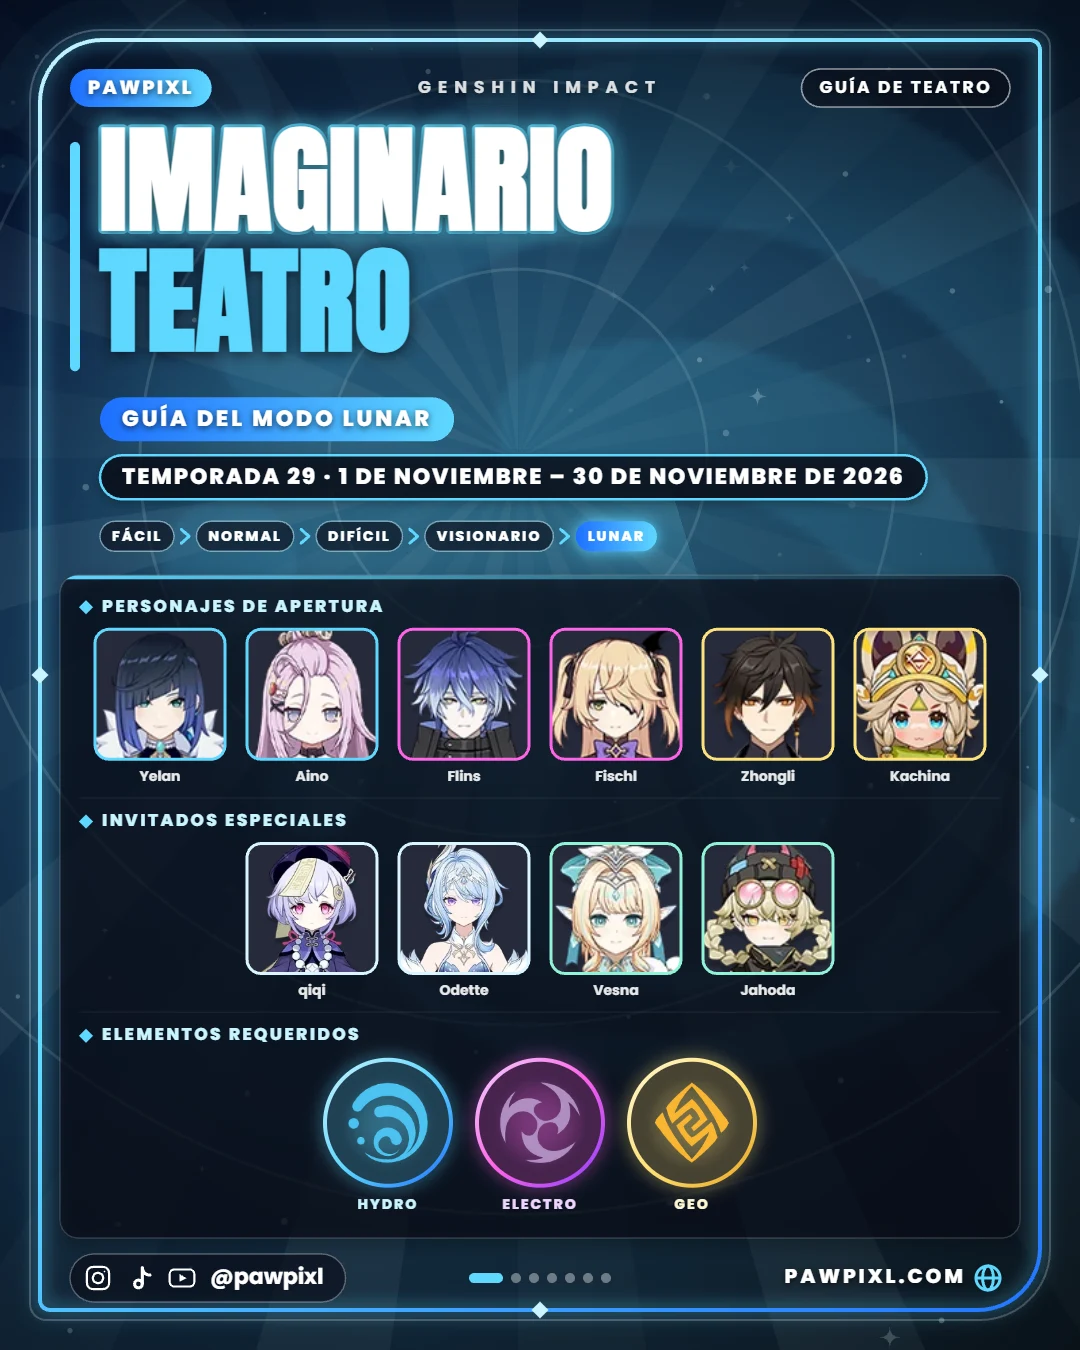 PAWPIXL
GENSHIN IMPACT
GUÍA DE TEATRO
IMAGINARIO
TEATRO
GUÍA DEL MODO LUNAR
TEMPORADA 29 · 1 DE NOVIEMBRE – 30 DE NOVIEMBRE DE 2026
FÁCIL NORMAL DIFÍCIL VISIONARIO LUNAR
PERSONAJES DE APERTURA
Yelan Aino Flins Fischl Zhongli Kachina
INVITADOS ESPECIALES
qiqi Odette Vesna Jahoda
ELEMENTOS REQUERIDOS
HYDRO ELECTRO GEO
@pawpixl
PAWPIXL.COM